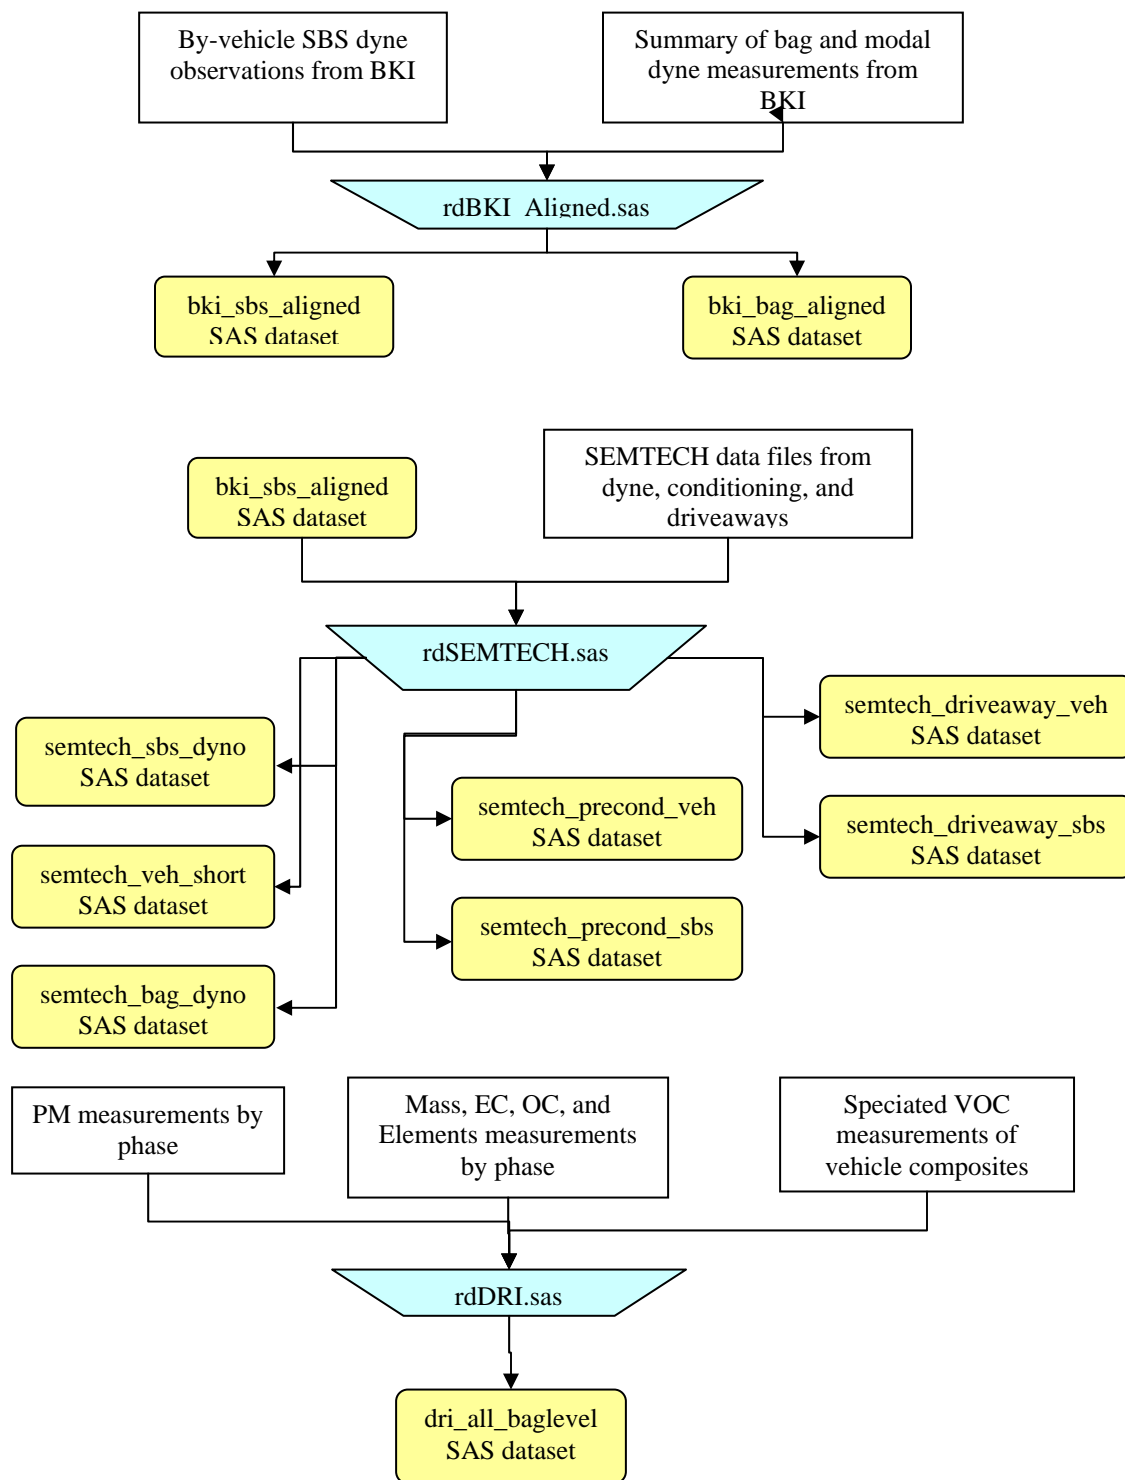 By-vehicle SBS dyne
observations from BKI
Summary of bag and modal
dyne measurements from
BKI
rdBKI_Aligned.sas
bki_sbs_aligned
SAS dataset
bki_bag_aligned
SAS dataset
bki_sbs_aligned
SAS dataset
SEMTECH data files from
dyne, conditioning, and
driveaways
rdSEMTECH.sas
semtech_sbs_dyno
SAS dataset
semtech_veh_short
SAS dataset
semtech_bag_dyno
SAS dataset
semtech_precond_veh
SAS dataset
semtech_precond_sbs
SAS dataset
semtech_driveaway_veh
SAS dataset
semtech_driveaway_sbs
SAS dataset
PM measurements by
phase
Mass, EC, OC, and
Elements measurements
by phase
Speciated VOC
measurements of
vehicle composites
rdDRI.sas
dri_all_baglevel
SAS dataset